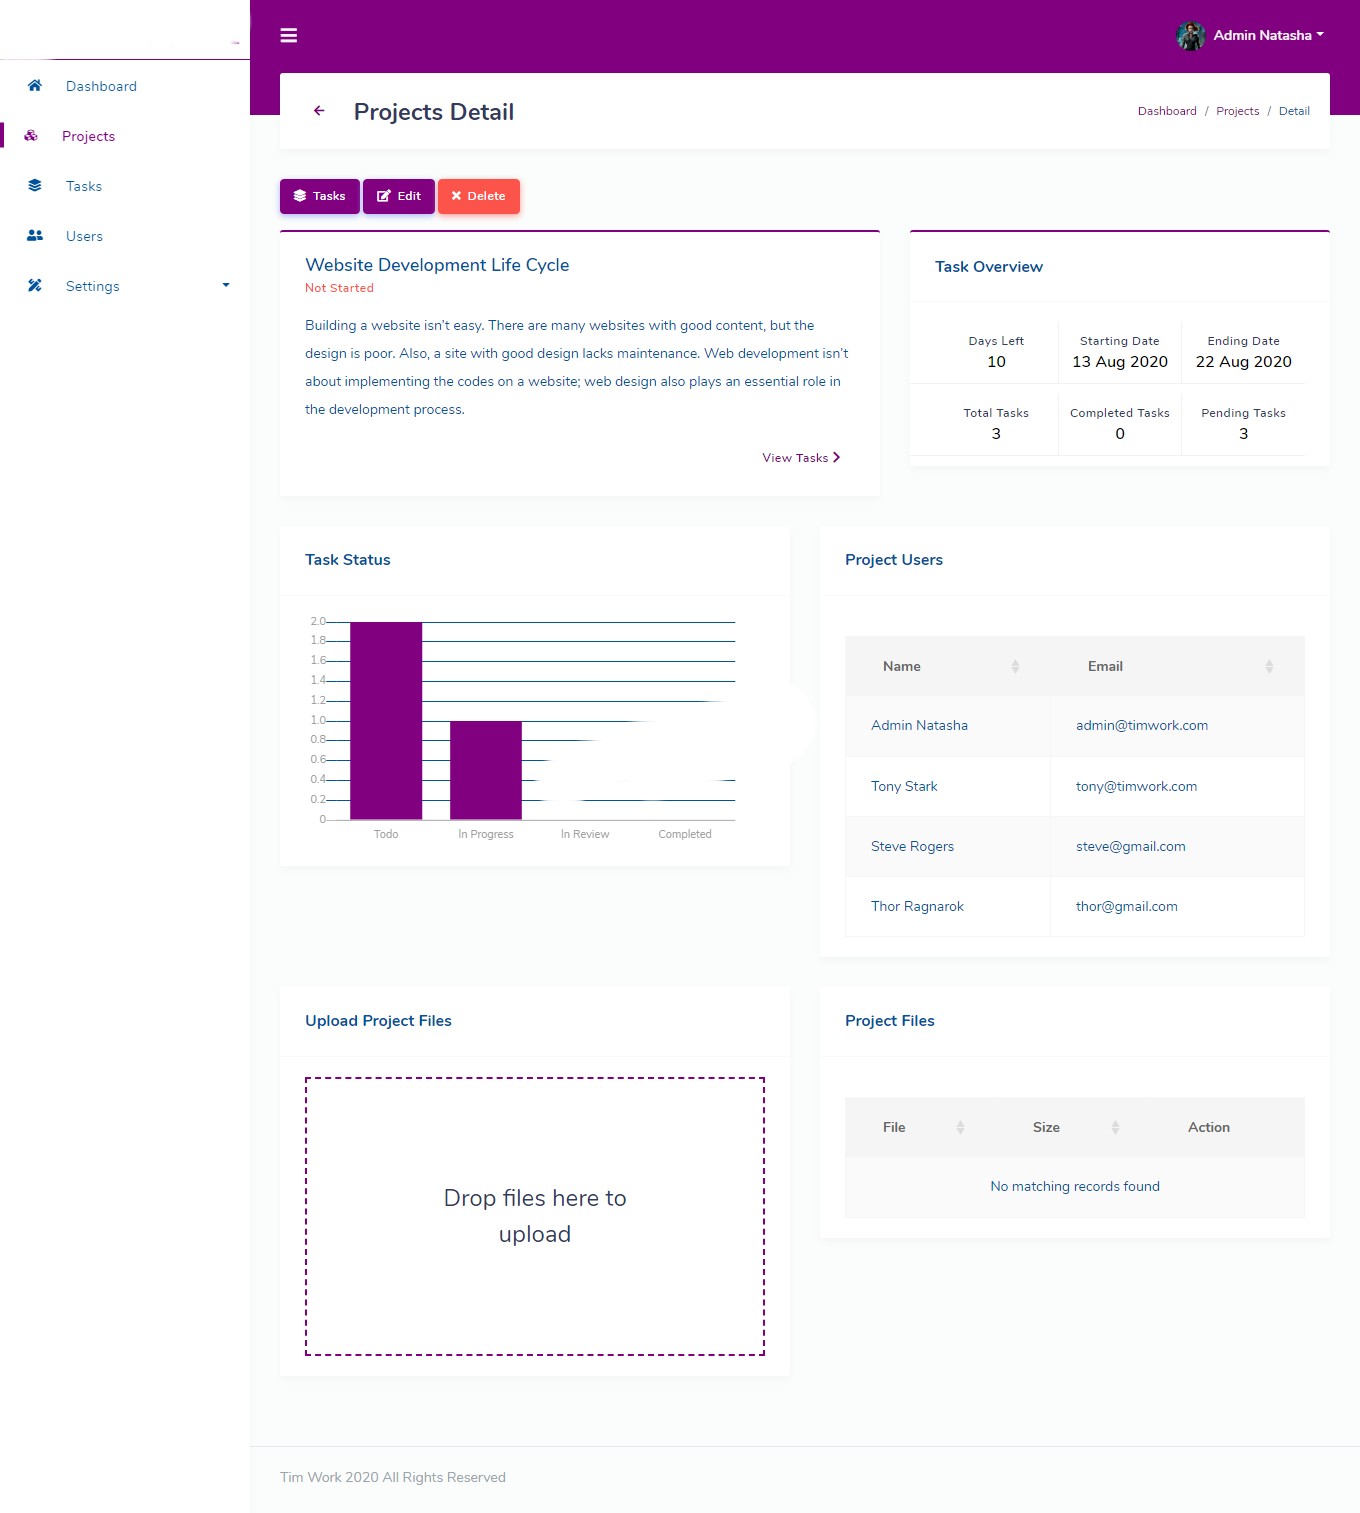 Admin Natasha
Dashboard
Projects
Tasks
Users
Settings
Projects Detail
Dashboard / Projects / Detail
Tasks Edit Delete
Website Development Life Cycle
Not Started
Building a website isn't easy. There are many websites with good content, but the
design is poor. Also, a site with good design lacks maintenance. Web development isn't
about implementing the codes on a website; web design also plays an essential role in
the development process.
View Tasks
Task Overview
Days Left Starting Date Ending Date
10 13 Aug 2020 22 Aug 2020
Total Tasks Completed Tasks Pending Tasks
3 0 3
Task Status
2.0
1.8
1.6
1.4
1.2
1.0
0.8
0.6
0.4
0.2
0
Todo In Progress In Review Completed
Project Users
Name Email
Admin Natasha admin@timwork.com
Tony Stark tony@timwork.com
Steve Rogers steve@gmail.com
Thor Ragnarok thor@gmail.com
Upload Project Files
Drop files here to
upload
Project Files
File Size Action
No matching records found
Tim Work 2020 All Rights Reserved